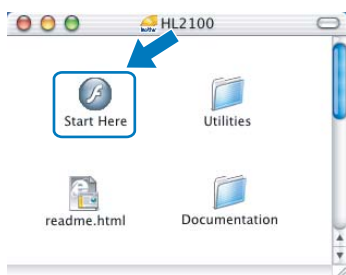 HL2100
Start Here
Utilities
readme.html
Documentation